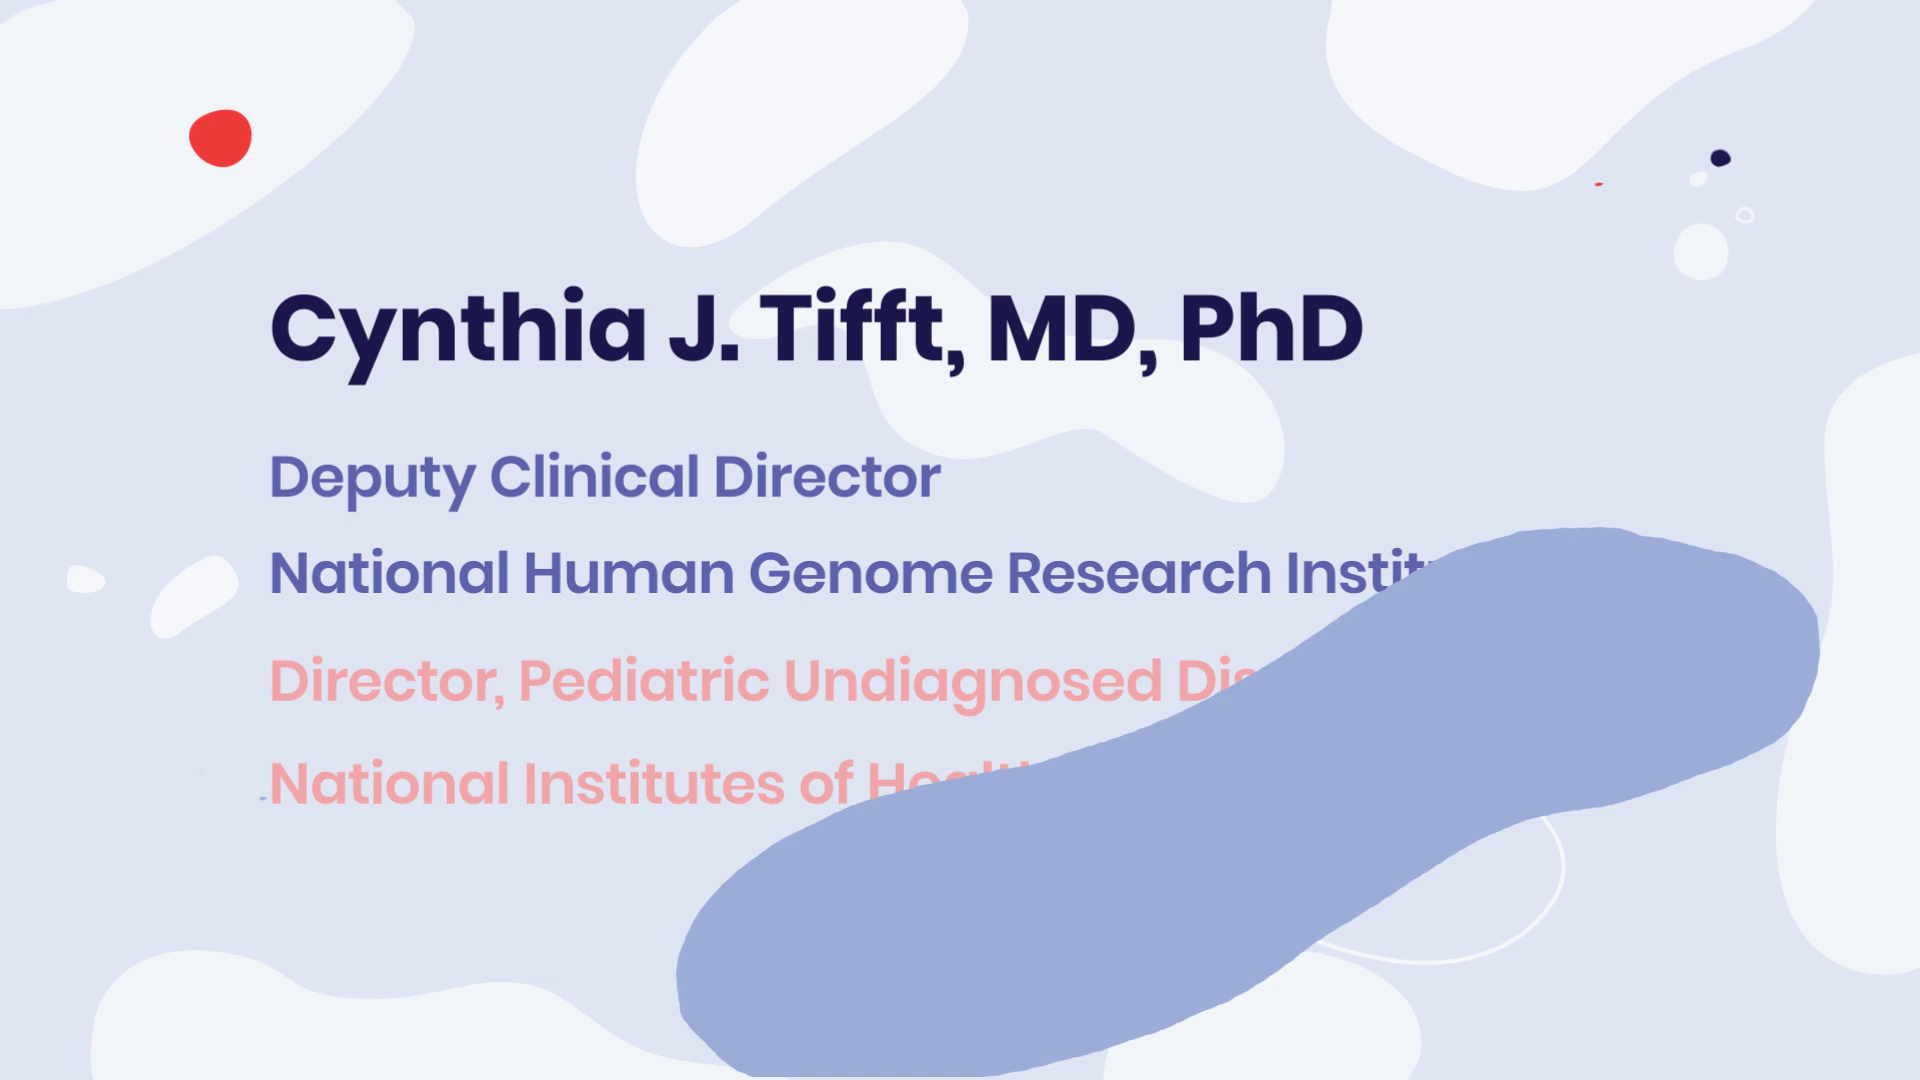 Cynthia J. Tifft, MD, PhD
Deputy Clinical Director
National Human Genome Research
Director, Pediatric Undiagnosed
National Institutes of